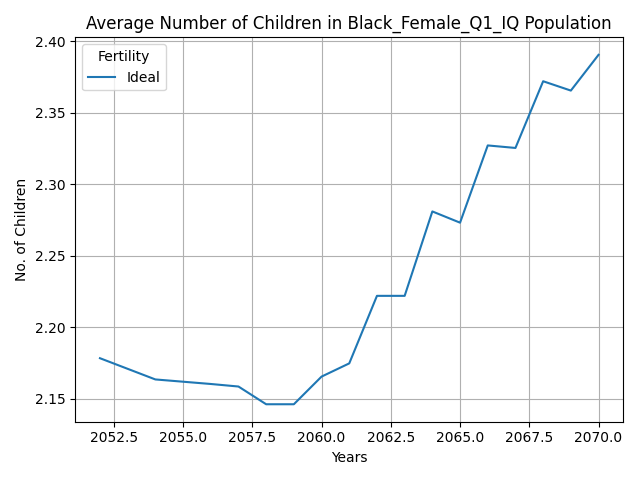 Average Number of Children in Black_Female_Q1_IQ Population
Fertility
Ideal
No. of Children
2.40
2.35
2.30
2.25
2.20
2.15
2052.5 2055.0 2057.5 2060.0 2062.5 2065.0 2067.5 2070.0
Years